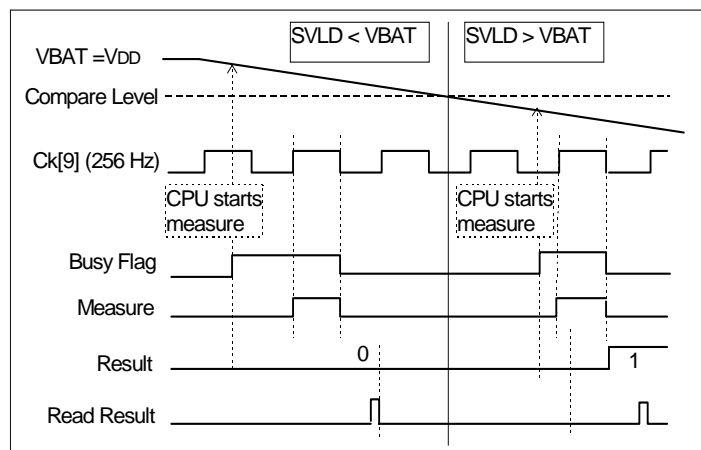 SVLD < VBAT
SVLD > VBAT
VBAT =VDD
Compare Level
Ck[9] (256 Hz)
CPU starts
measure
CPU starts
measure
Busy Flag
Measure
0
Result
1
Read Result